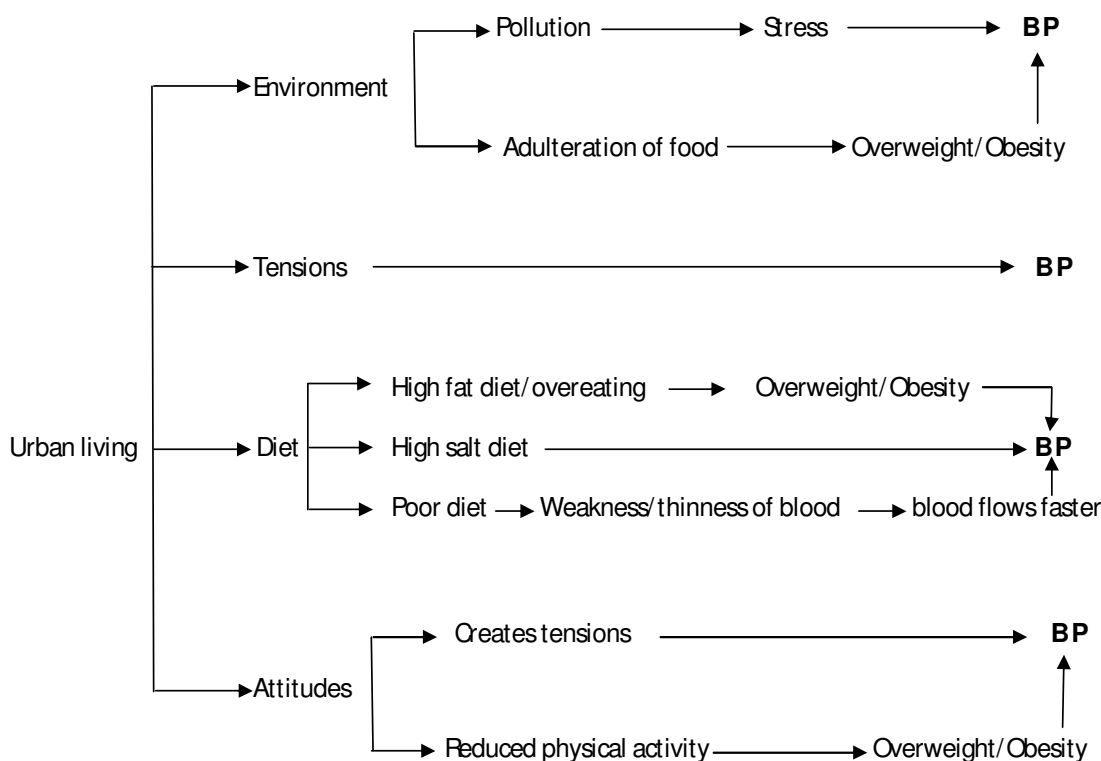 Pollution Stress BP
Environment
Adulteration of food Overweight/Obesity
Tensions BP
High fat diet/overeating Overweight/Obesity
Urban living Diet High salt diet BP
Poor diet Weakness/thinness of blood blood flows faster
Creates tensions BP
Attitudes
Reduced physical activity Overweight/Obesity